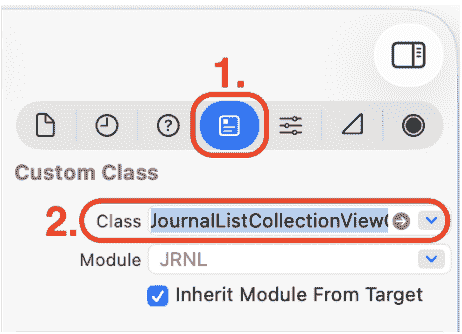 1.
?
Custom Class
2.
Class JournalListCollectionView
Module JRNL
Inherit Module From Target